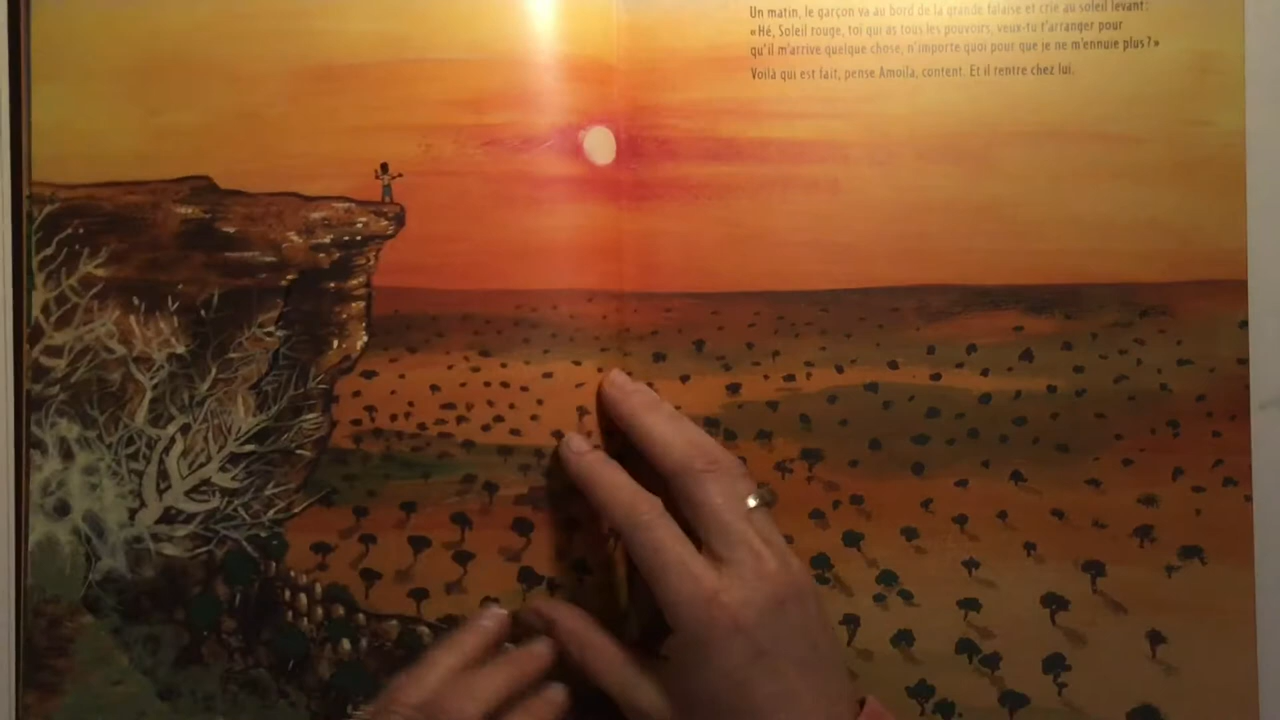 Un matin, le garçon va au bord de la grande falaise et crie au soleil levant:
«Hé, Soleil rouge, toi qui as tous les pouvoirs, veux-tu t'arranger pour
qu'il m'arrive quelque chose, n'importe quoi pour que je ne m'ennuie plus?»
Voilà qui est fait, pense Amoila, content. Et il rentre chez lui.